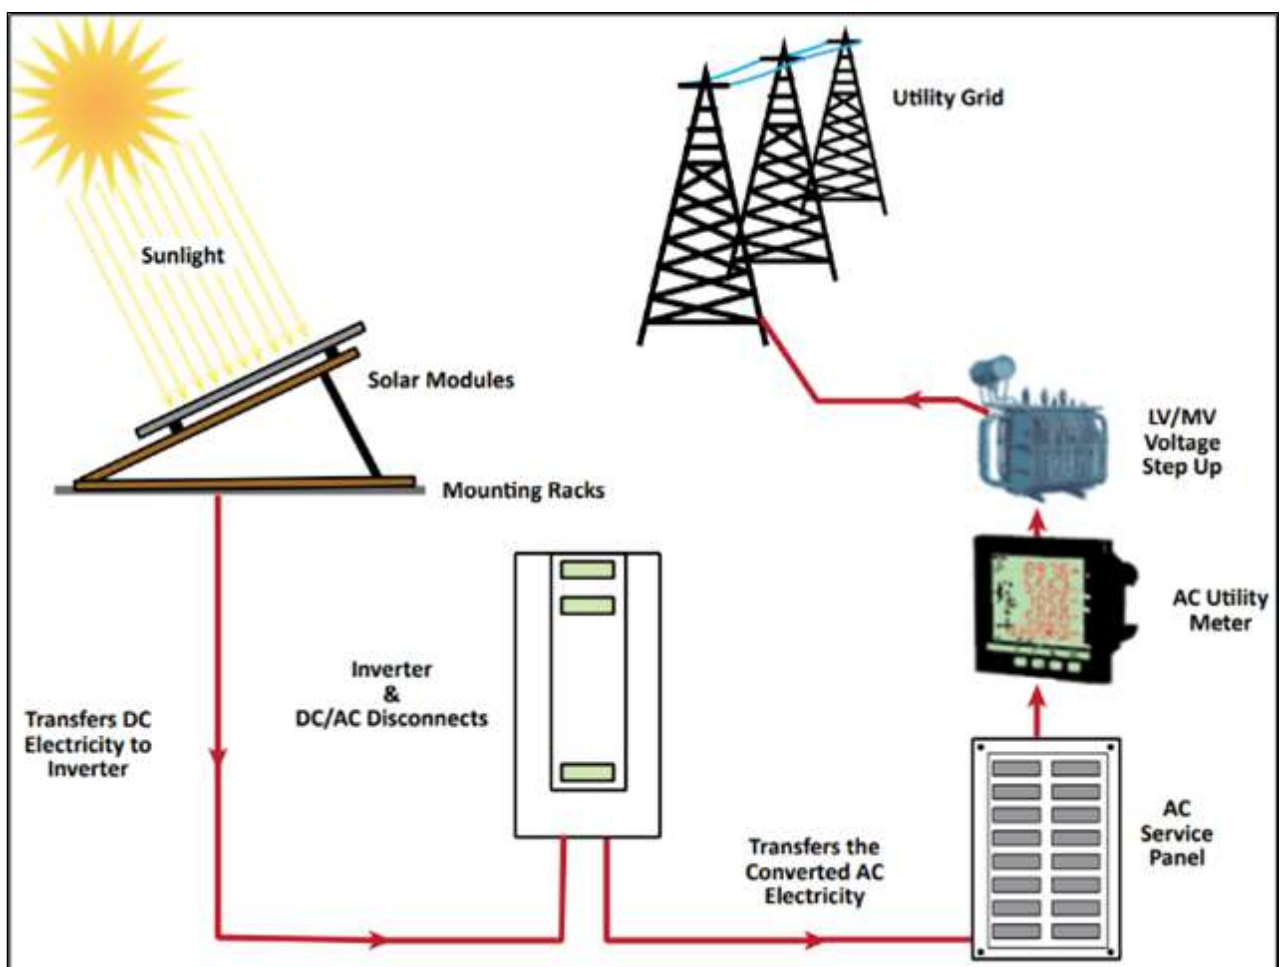 Utility Grid
Sunlight
Solar Modules
LV/MV
Voltage
Step Up
Mounting Racks
AC Utility
Meter
Inverter
&
DC/AC Disconnects
Transfers DC
Electricity to
Inverter
AC
Service
Panel
Transfers the
Converted AC
Electricity